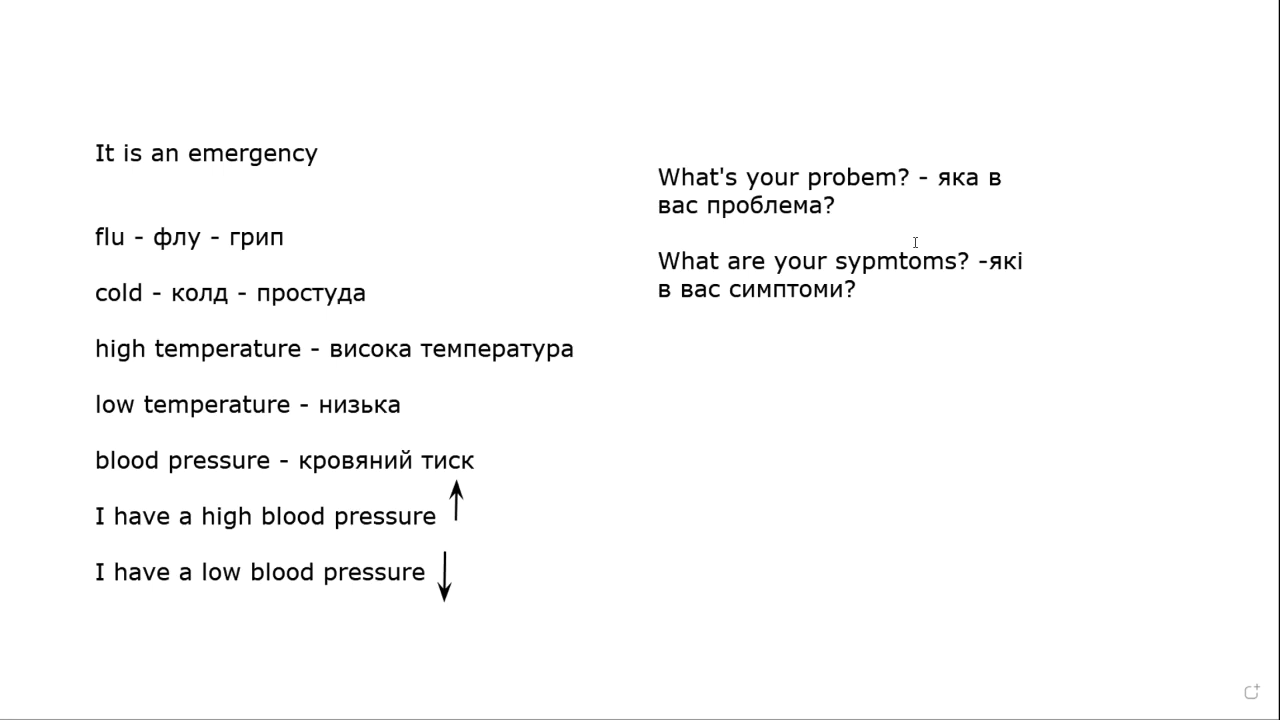 It is an emergency
flu - флу - грип
cold - колд - простуда
high temperature - висока температура
low temperature - низька
blood pressure - кровяний тиск
I have a high blood pressure
I have a low blood pressure
What's your probem? - яка в
вас проблема?
What are your sypmtoms? -які
в вас симптоми?